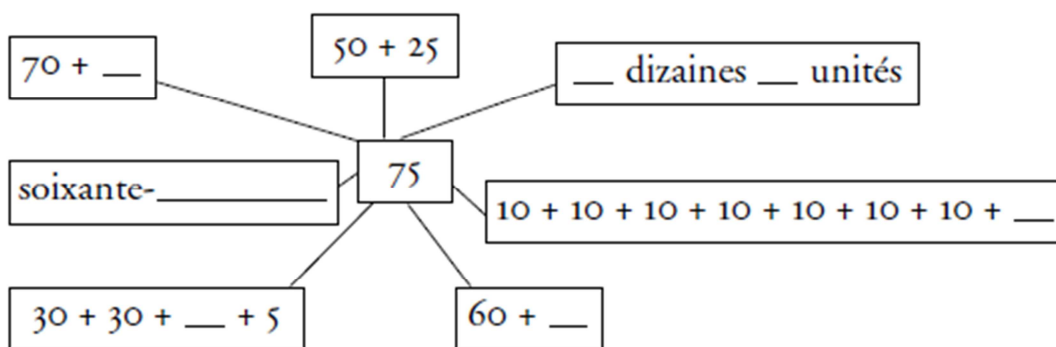 50 + 25
70 + __
__ dizaines __ unités
75
soixante-__________
10 + 10 + 10 + 10 + 10 + 10 + 10 + __
30 + 30 + __ + 5
60 + __